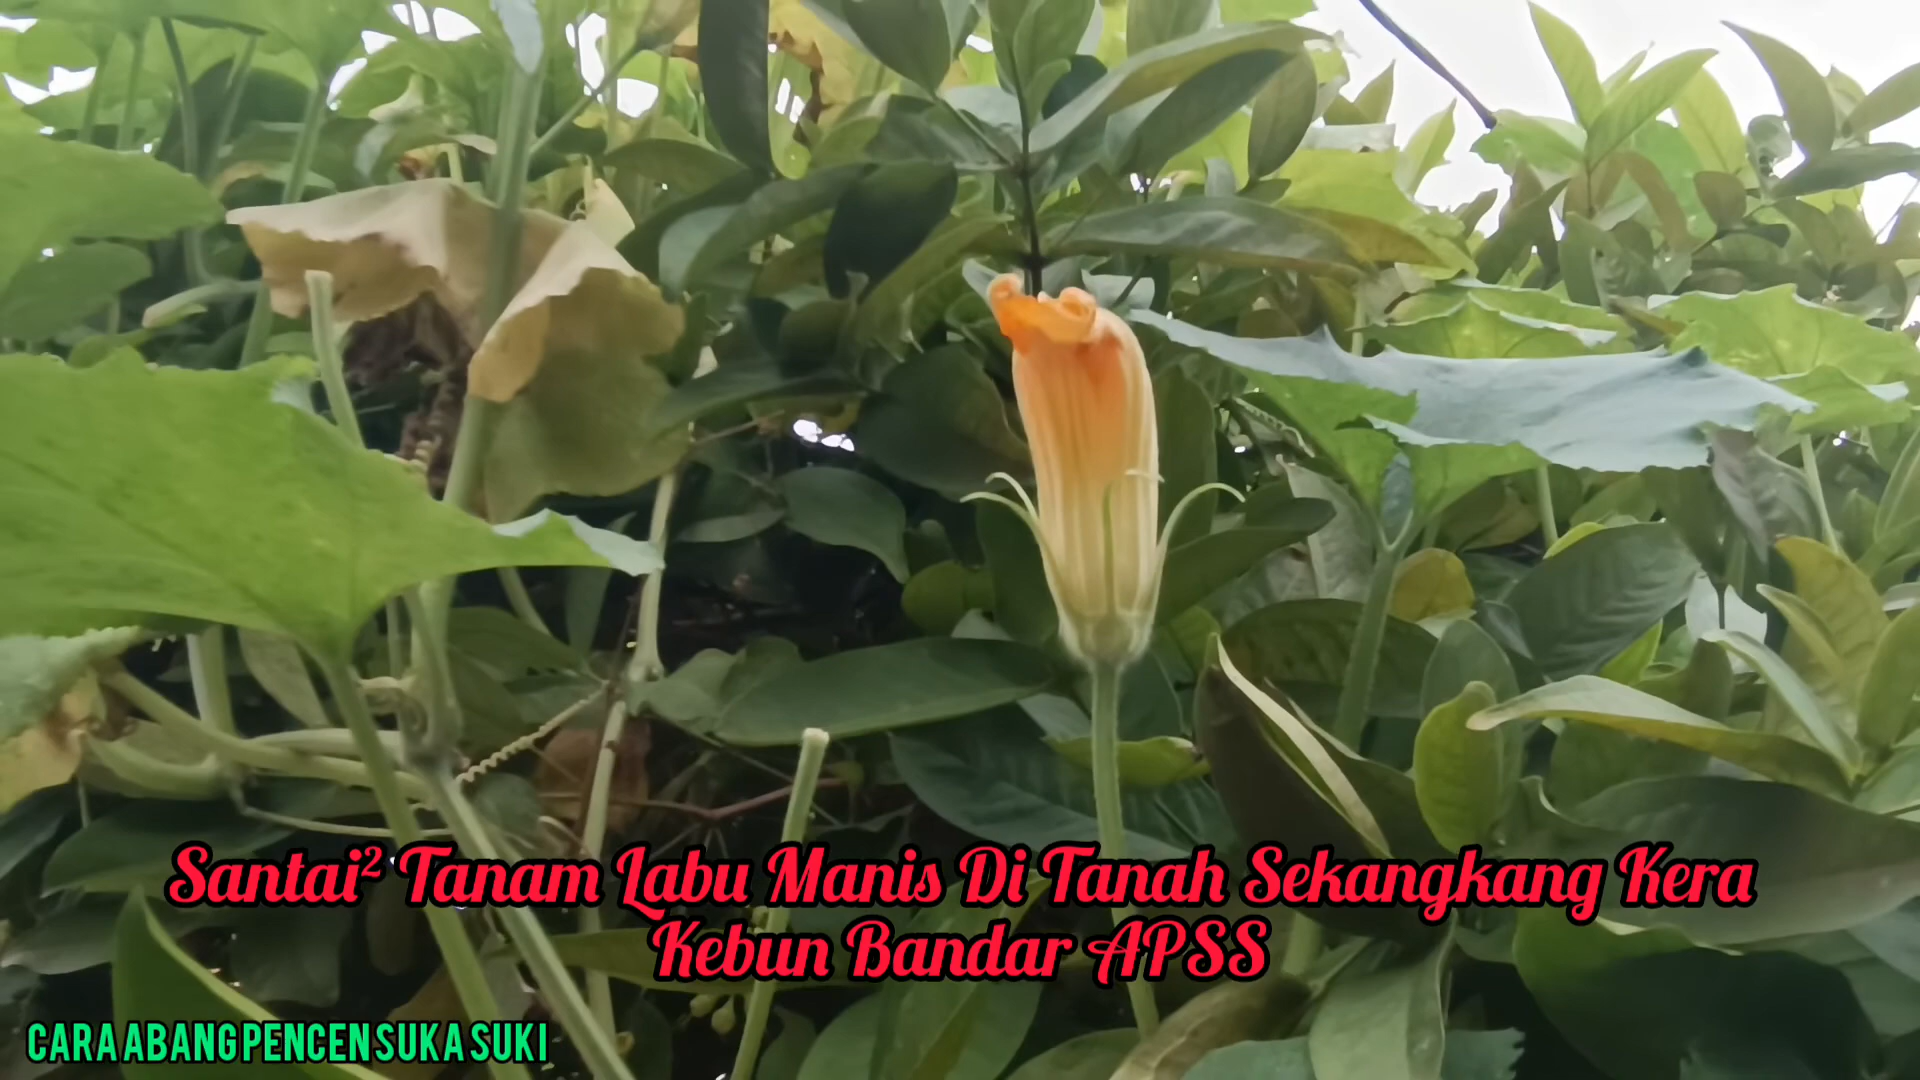 Santai² Tanam Labu Manis Di Tanah Sekangkang Kera
Kebun Bandar APSS
CARA ABANG PENCEN SUKA SUKI